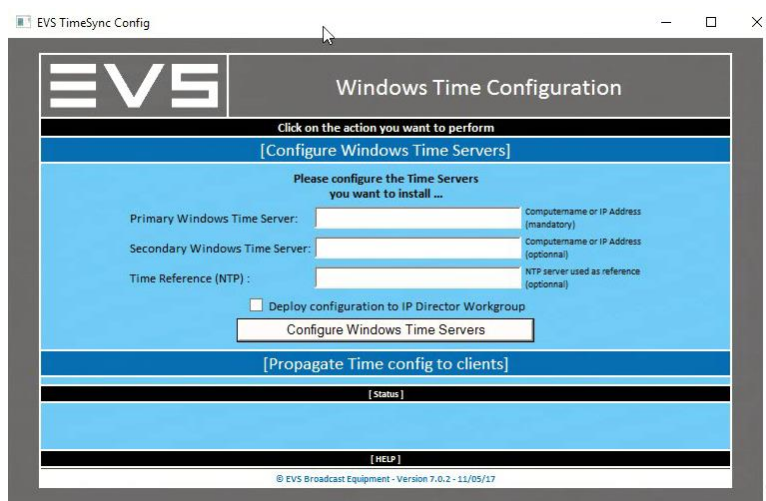 EVS TimeSync Config
EVS
Windows Time Configuration
Click on the action you want to perform
[Configure Windows Time Servers]
Please configure the Time Servers
you want to install ...
Primary Windows Time Server:
Computername or IP Address
(mandatory)
Secondary Windows Time Server:
Computername or IP Address
(optionnal)
Time Reference (NTP) :
NTP server used as reference
(optionnal)
Deploy configuration to IP Director Workgroup
Configure Windows Time Servers
[Propagate Time config to clients]
[ Status ]
[ HELP ]
© EVS Broadcast Equipment - Version 7.0.2 - 11/05/17